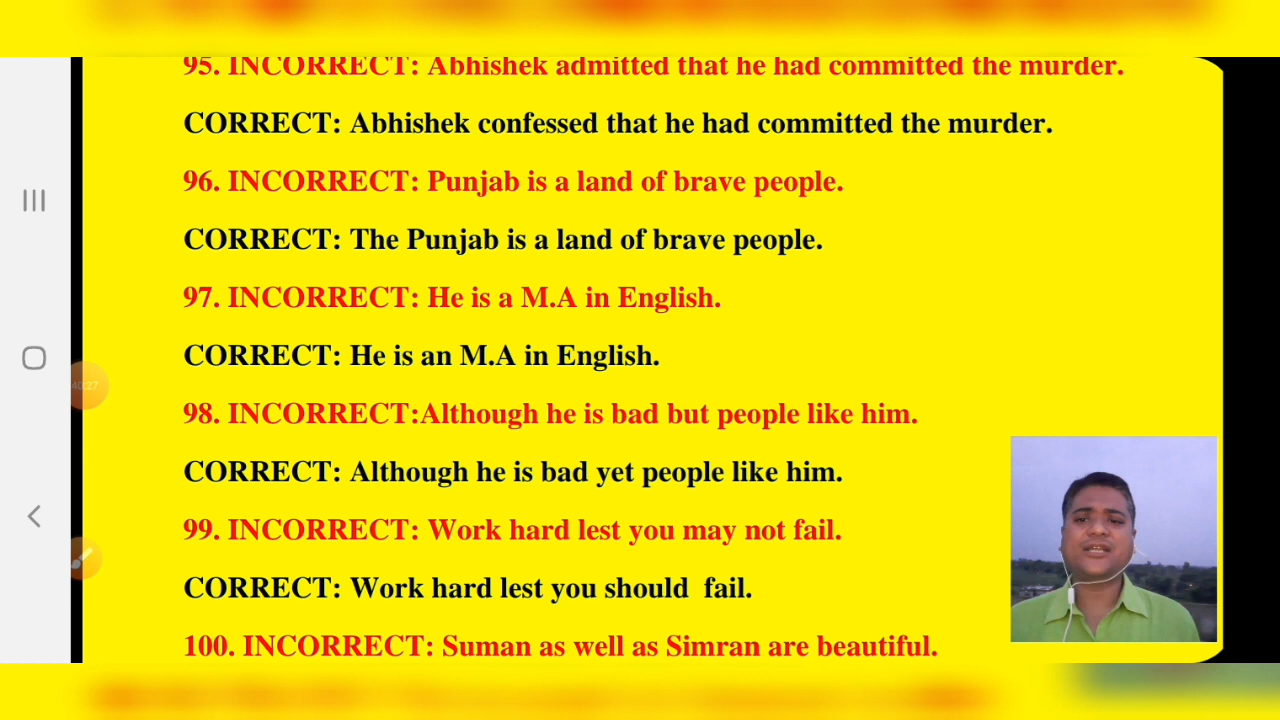 95. INCORRECT: Abhishek admitted that he had committed the murder.
CORRECT: Abhishek confessed that he had committed the murder.
96. INCORRECT: Punjab is a land of brave people.
CORRECT: The Punjab is a land of brave people.
97. INCORRECT: He is a M.A in English.
CORRECT: He is an M.A in English.
40:27
98. INCORRECT:Although he is bad but people like him.
CORRECT: Although he is bad yet people like him.
99. INCORRECT: Work hard lest you may not fail.
CORRECT: Work hard lest you should  fail.
100. INCORRECT: Suman as well as Simran are beautiful.